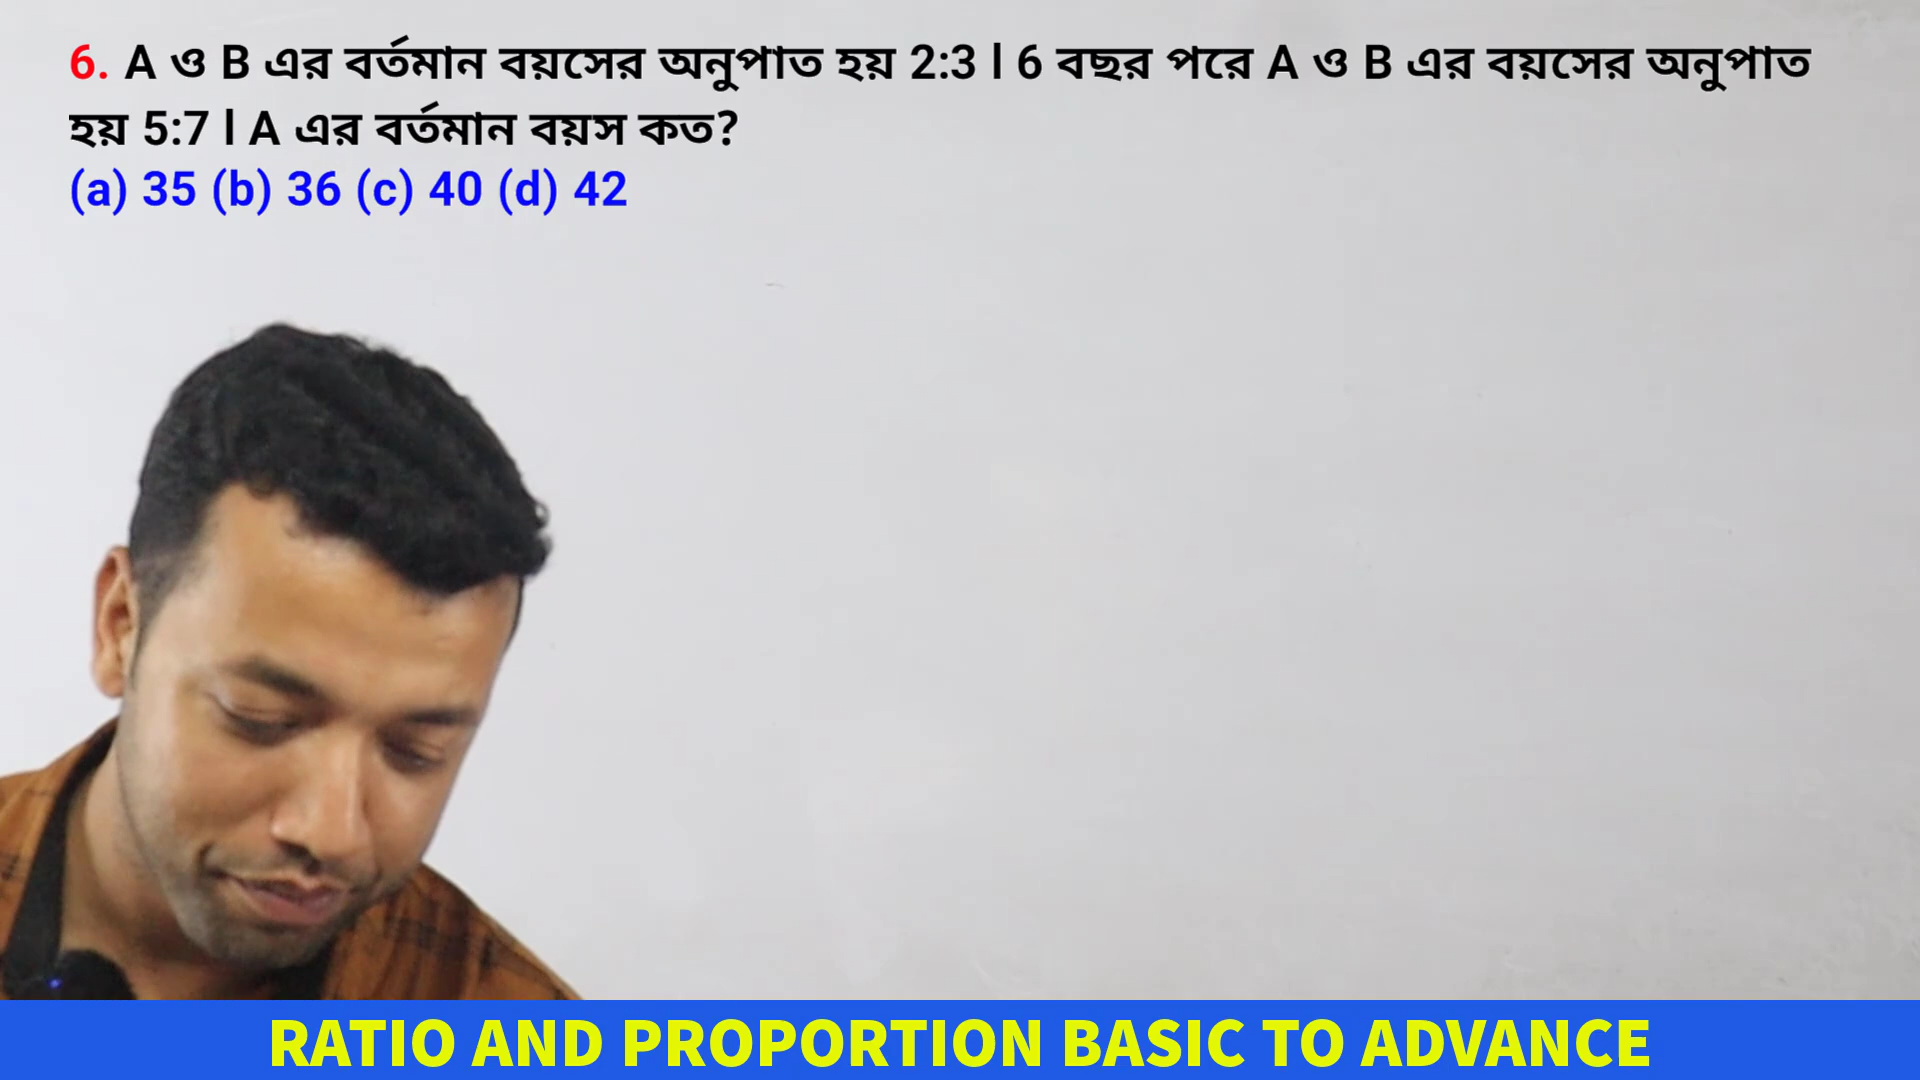 6. A ও B এর বর্তমান বয়সের অনুপাত হয় 2:3 l 6 বছর পরে A ও B এর বয়সের অনুপাত
হয় 5:7 l A এর বর্তমান বয়স কত?
(a) 35 (b) 36 (c) 40 (d) 42
RATIO AND PROPORTION BASIC TO ADVANCE